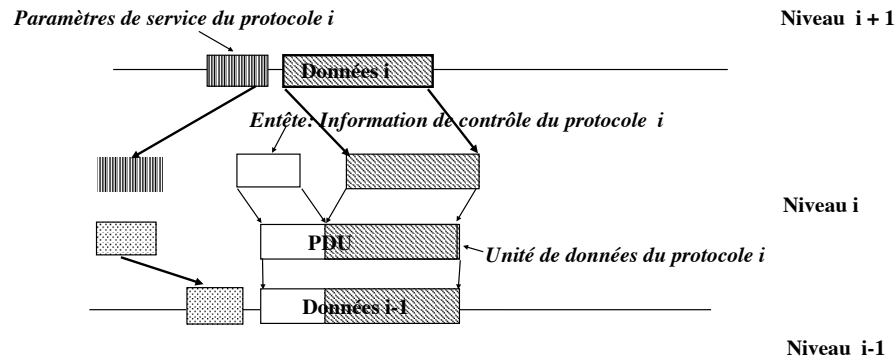 Paramètres de service du protocole i
Niveau i + 1
Données i
Entête: Information de contrôle du protocole i
Niveau i
PDU
Unité de données du protocole i
Données i-1
Niveau i-1